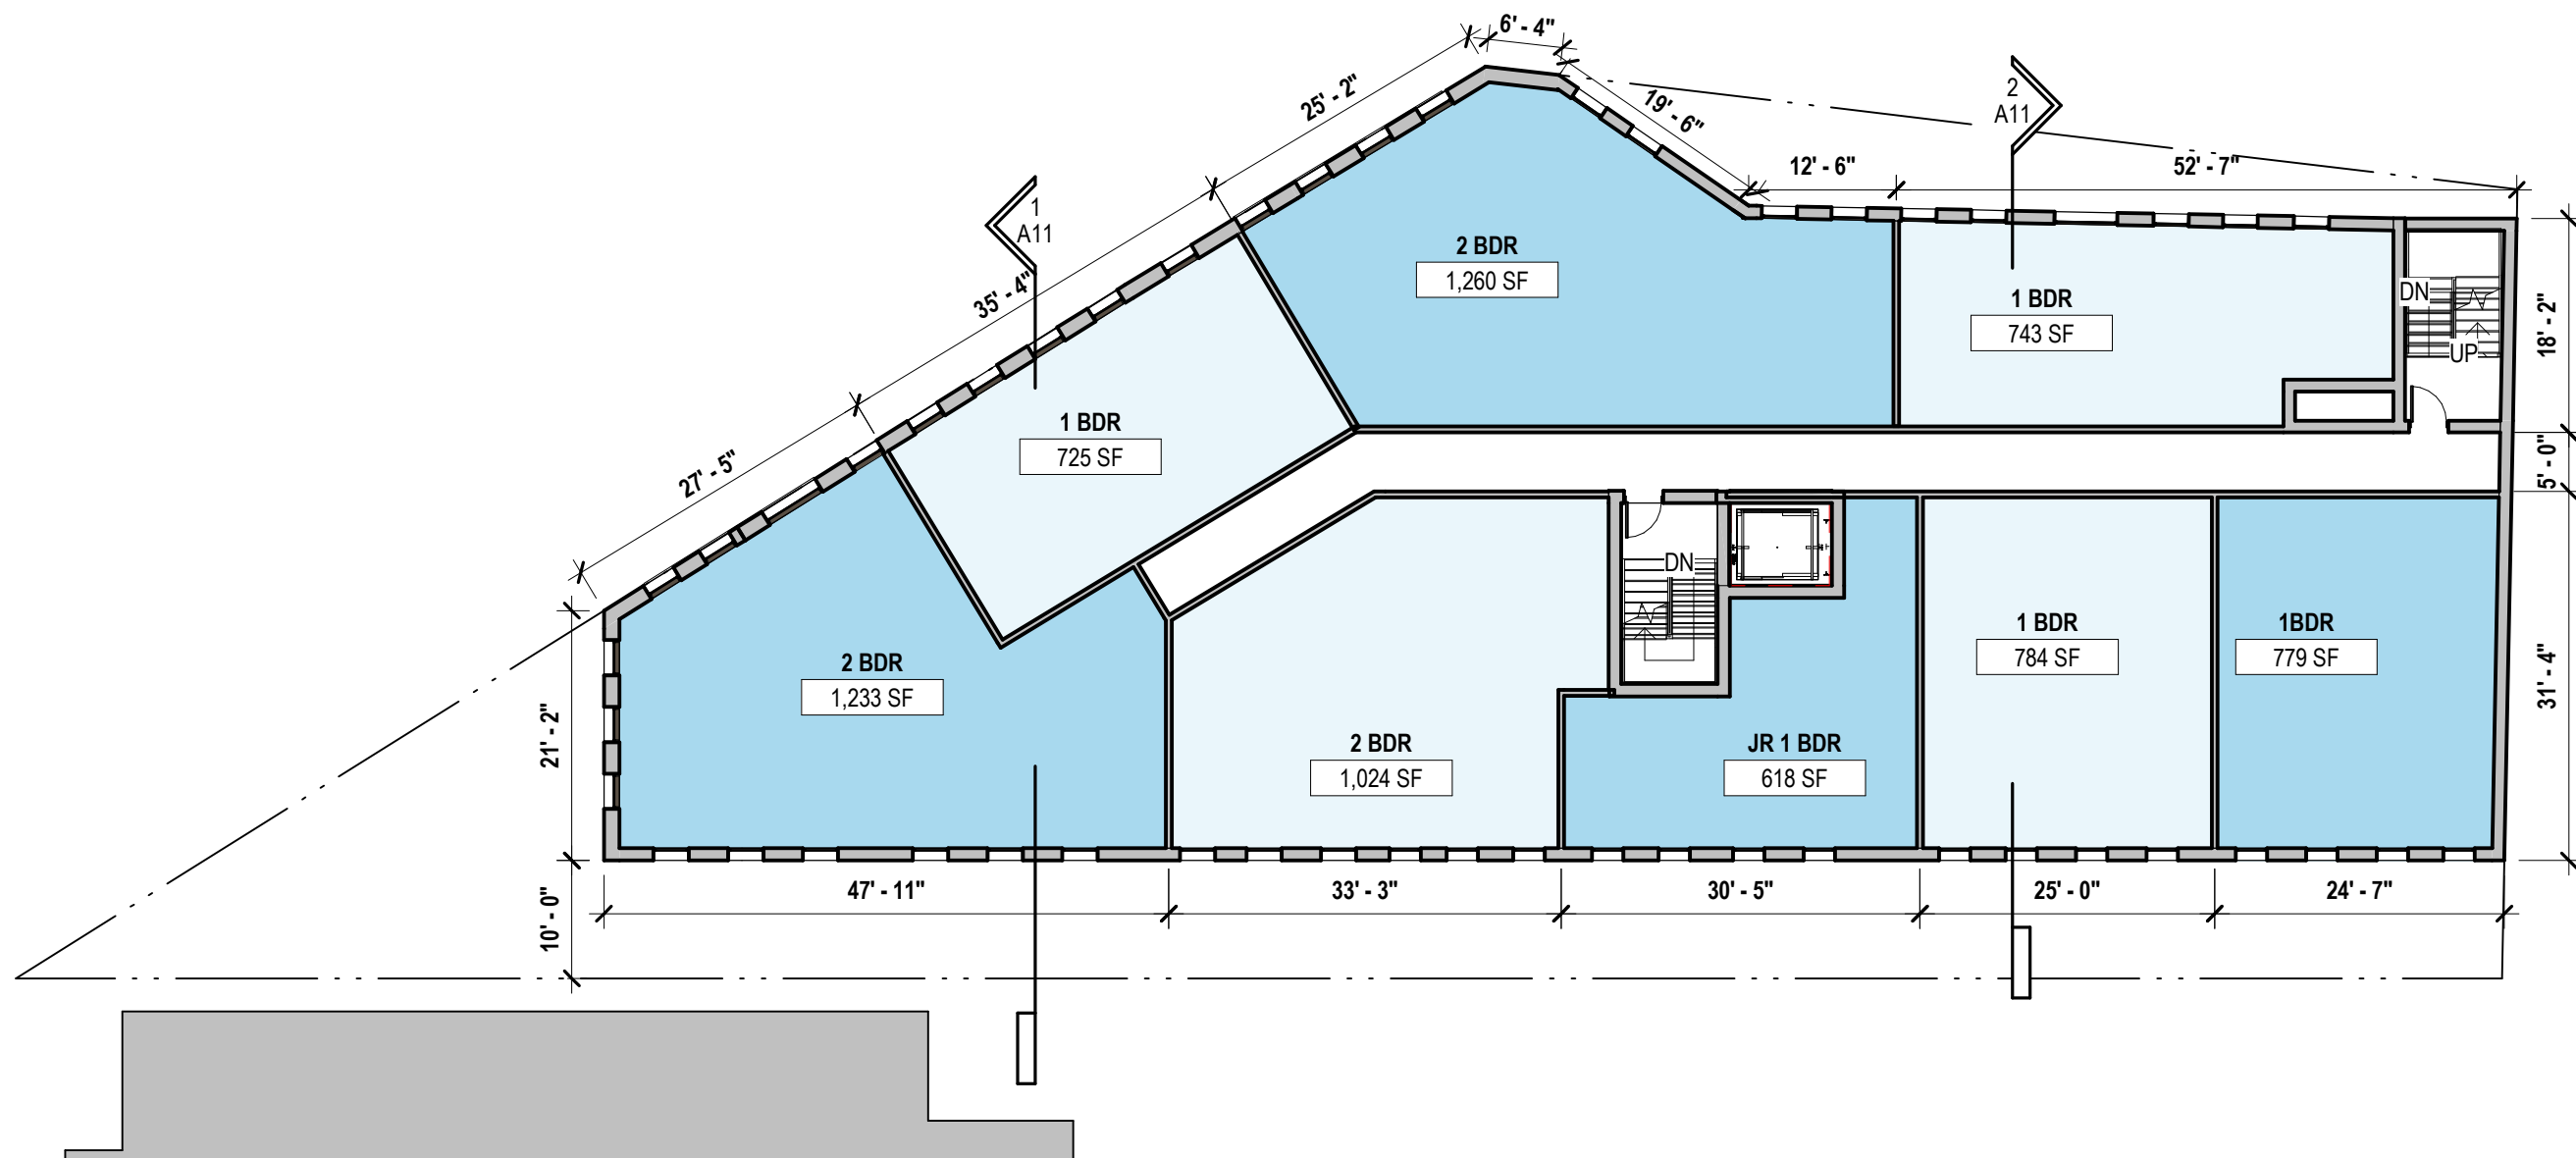 6' - 4"
25' - 2"
19' - 6"
2
A11
12' - 6"
52' - 7"
1
A11
35' - 4"
2 BDR
1,260 SF
1 BDR
743 SF
DN
UP
18' - 2"
1 BDR
725 SF
27' - 5"
5' - 0"
DN
2 BDR
1,233 SF
1 BDR
784 SF
1BDR
779 SF
31' - 4"
21' - 2"
2 BDR
1,024 SF
JR 1 BDR
618 SF
10' - 0"
47' - 11"
33' - 3"
30' - 5"
25' - 0"
24' - 7"